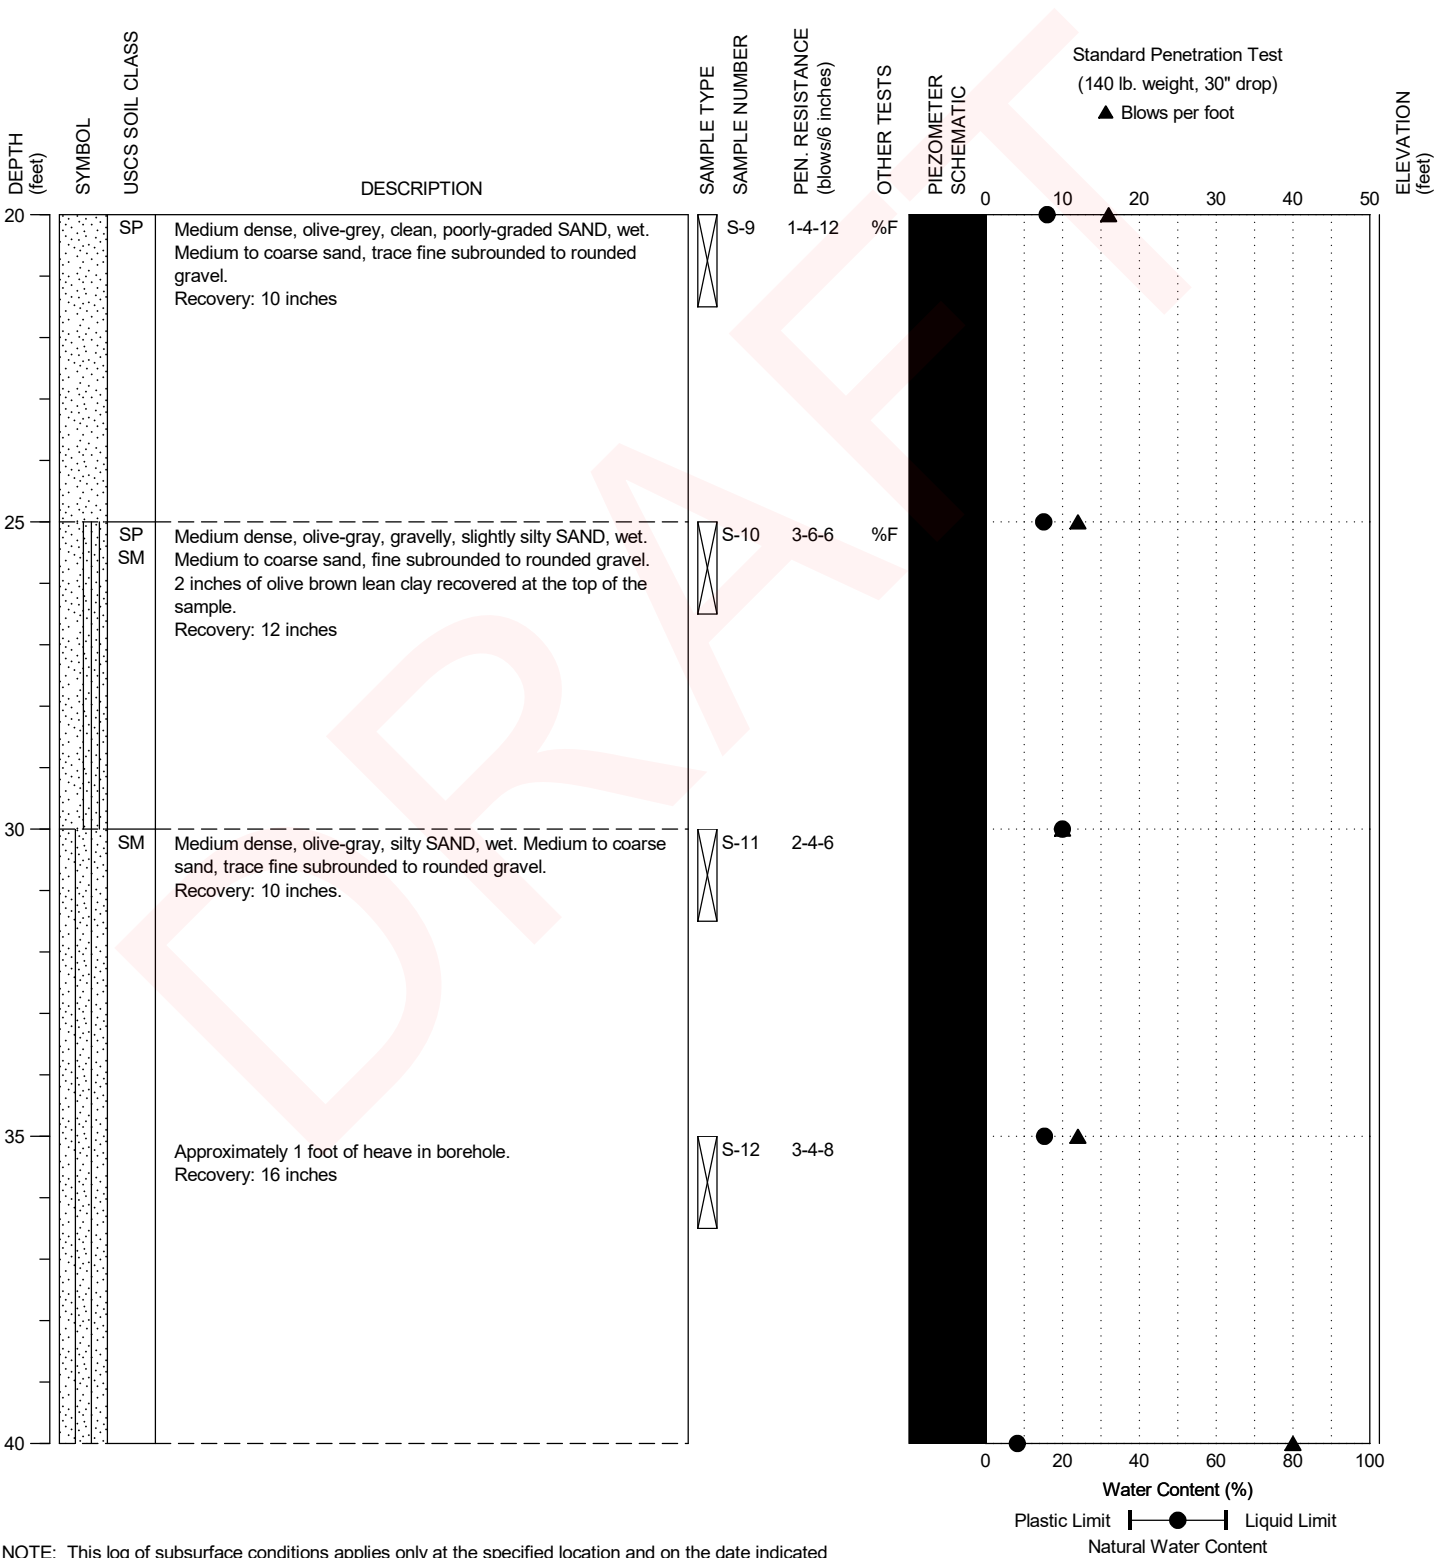 DEPTH
(feet)
SYMBOL
USCS SOIL CLASS
DESCRIPTION
SAMPLE TYPE
SAMPLE NUMBER
PEN. RESISTANCE
(blows/6 inches)
OTHER TESTS
PIEZOMETER
SCHEMATIC
Standard Penetration Test
(140 lb. weight, 30" drop)
▲ Blows per foot
ELEVATION
(feet)
0 10 20 30 40 50
20
SP
Medium dense, olive-grey, clean, poorly-graded SAND, wet.
Medium to coarse sand, trace fine subrounded to rounded
gravel.
Recovery: 10 inches
S-9 1-4-12 %F
25
SP
SM
Medium dense, olive-gray, gravelly, slightly silty SAND, wet.
Medium to coarse sand, fine subrounded to rounded gravel.
2 inches of olive brown lean clay recovered at the top of the
sample.
Recovery: 12 inches
S-10 3-6-6 %F
30
SM
Medium dense, olive-gray, silty SAND, wet. Medium to coarse
sand, trace fine subrounded to rounded gravel.
Recovery: 10 inches.
S-11 2-4-6
35
Approximately 1 foot of heave in borehole.
Recovery: 16 inches
S-12 3-4-8
40
0 20 40 60 80 100
Water Content (%)
Plastic Limit Liquid Limit
Natural Water Content
NOTE: This log of subsurface conditions applies only at the specified location and on the date indicated
DRAFT